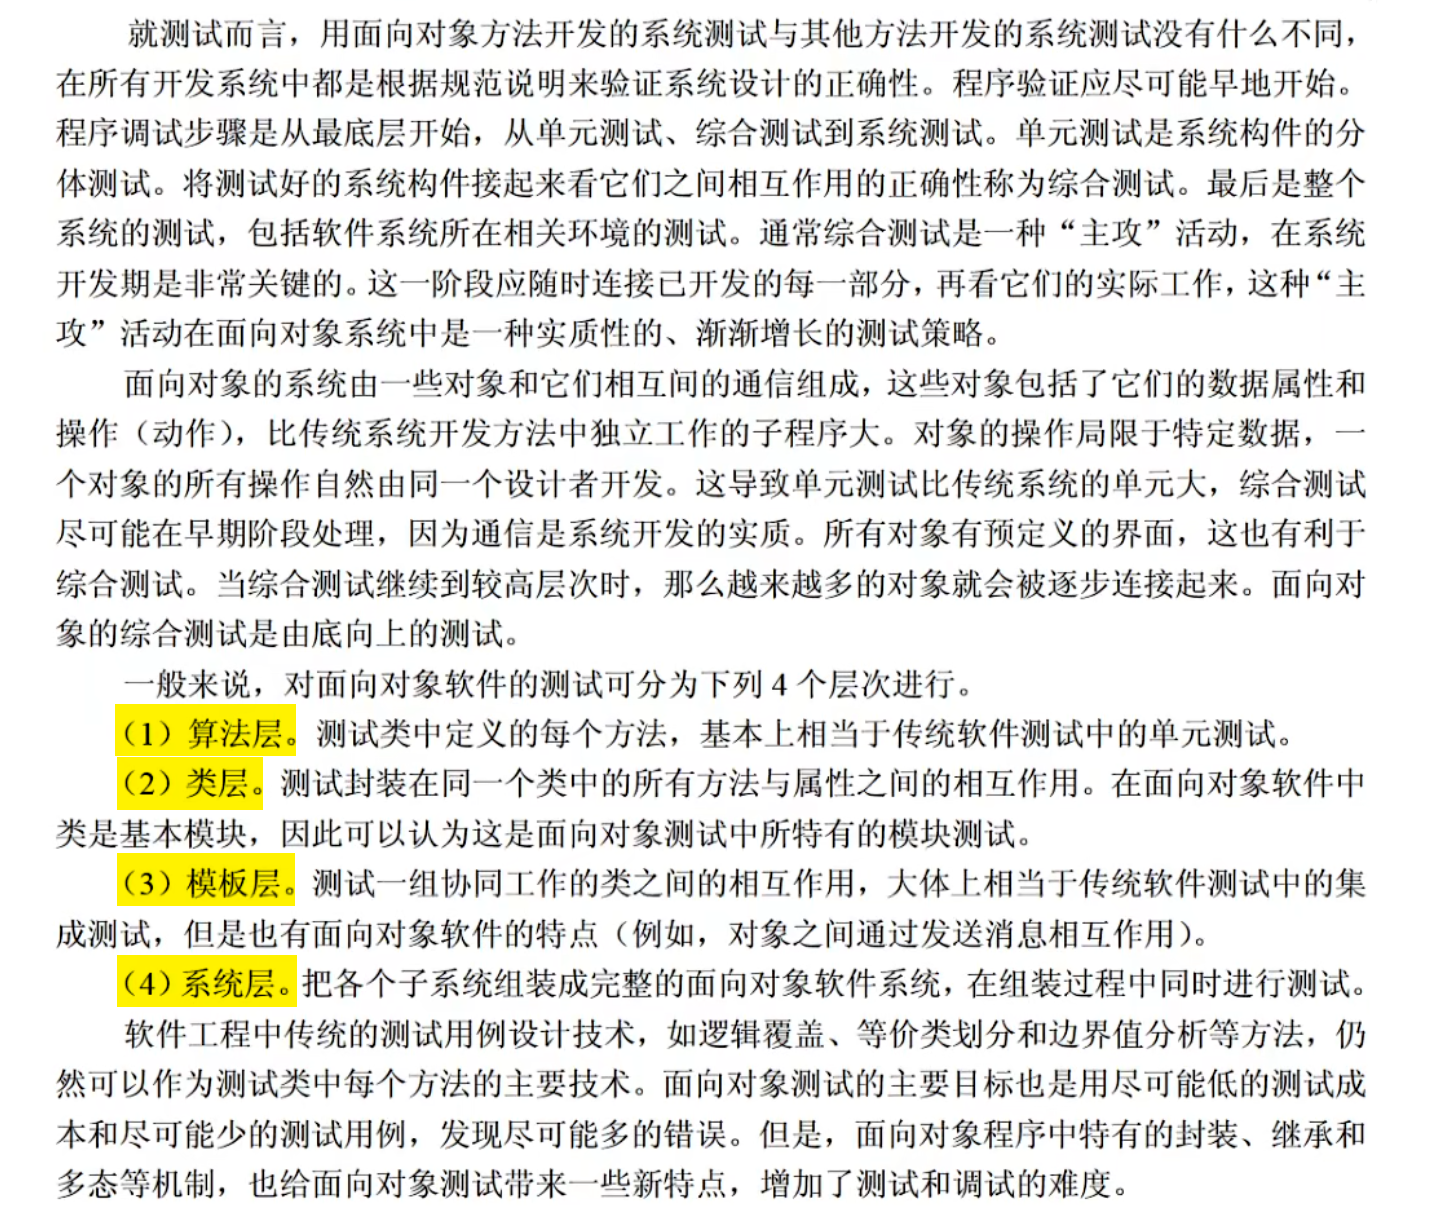 就测试而言，用面向对象方法开发的系统测试与其他方法开发的系统测试没有什么不同，
在所有开发系统中都是根据规范说明来验证系统设计的正确性。程序验证应尽可能早地开始。
程序调试步骤是从最底层开始，从单元测试、综合测试到系统测试。单元测试是系统构件的分
体测试。将测试好的系统构件接起来看它们之间相互作用的正确性称为综合测试。最后是整个
系统的测试，包括软件系统所在相关环境的测试。通常综合测试是一种“主攻”活动，在系统
开发期是非常关键的。这一阶段应随时连接已开发的每一部分，再看它们的实际工作，这种“主
攻”活动在面向对象系统中是一种实质性的、渐渐增长的测试策略。
面向对象的系统由一些对象和它们相互间的通信组成，这些对象包括了它们的数据属性和
操作（动作），比传统系统开发方法中独立工作的子程序大。对象的操作局限于特定数据，一
个对象的所有操作自然由同一个设计者开发。这导致单元测试比传统系统的单元大，综合测试
尽可能在早期阶段处理，因为通信是系统开发的实质。所有对象有预定义的界面，这也有利于
综合测试。当综合测试继续到较高层次时，那么越来越多的对象就会被逐步连接起来。面向对
象的综合测试是由底向上的测试。
一般来说，对面向对象软件的测试可分为下列 4 个层次进行。
（1）算法层。测试类中定义的每个方法，基本上相当于传统软件测试中的单元测试。
（2）类层。测试封装在同一个类中的所有方法与属性之间的相互作用。在面向对象软件中
类是基本模块，因此可以认为这是面向对象测试中所特有的模块测试。
（3）模板层。测试一组协同工作的类之间的相互作用，大体上相当于传统软件测试中的集
成测试，但是也有面向对象软件的特点（例如，对象之间通过发送消息相互作用）。
（4）系统层。把各个子系统组装成完整的面向对象软件系统，在组装过程中同时进行测试。
软件工程中传统的测试用例设计技术，如逻辑覆盖、等价类划分和边界值分析等方法，仍
然可以作为测试类中每个方法的主要技术。面向对象测试的主要目标也是用尽可能低的测试成
本和尽可能少的测试用例，发现尽可能多的错误。但是，面向对象程序中特有的封装、继承和
多态等机制，也给面向对象测试带来一些新特点，增加了测试和调试的难度。